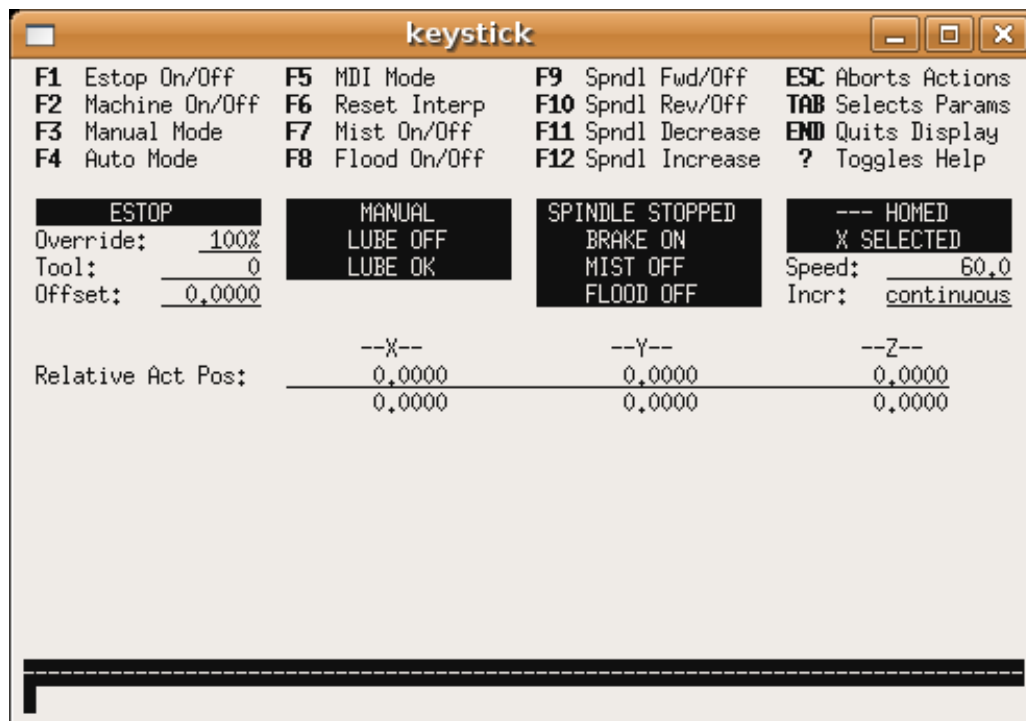 keystick
F1 Estop On/Off F5 MDI Mode F9 Spndl Fwd/Off ESC Aborts Actions
F2 Machine On/Off F6 Reset Interp F10 Spndl Rev/Off TAB Selects Params
F3 Manual Mode F7 Mist On/Off F11 Spndl Decrease END Quits Display
F4 Auto Mode F8 Flood On/Off F12 Spndl Increase ? Toggles Help
ESTOP MANUAL SPINDLE STOPPED --- HOMED
Override: 100% LUBE OFF BRAKE ON X SELECTED
Tool: 0 LUBE OK MIST OFF Speed: 60.0
Offset: 0.0000 FLOOD OFF Incr: continuous
--X-- --Y-- --Z--
Relative Act Pos: 0.0000 0.0000 0.0000
0.0000 0.0000 0.0000